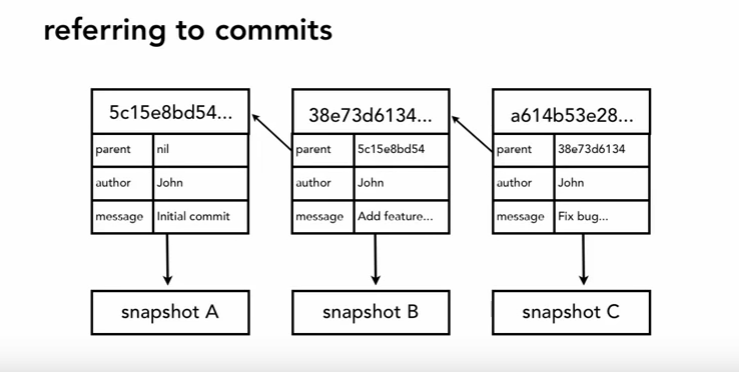 referring to commits
5c15e8bd54...
parent nil
author John
message Initial commit
snapshot A
38e73d6134...
parent 5c15e8bd54
author John
message Add feature...
snapshot B
a614b53e28...
parent 38e73d6134
author John
message Fix bug...
snapshot C